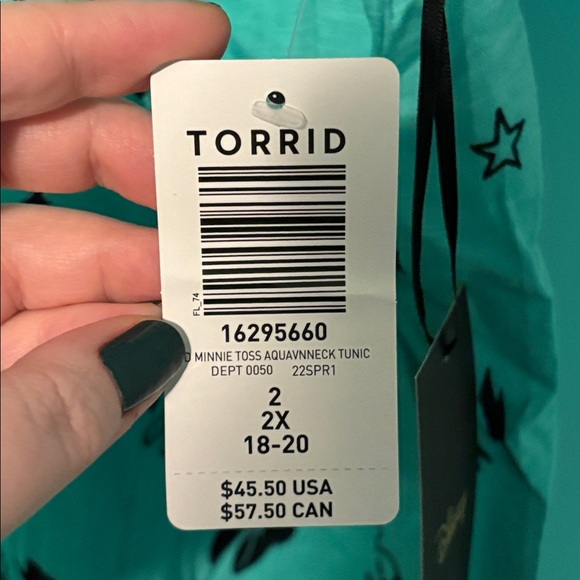 TORRID
FL_74
16295660
D MINNIE TOSS AQUAVNNECK TUNIC
DEPT 0050 22SPR1
2
2X
18-20
$45.50 USA
$57.50 CAN